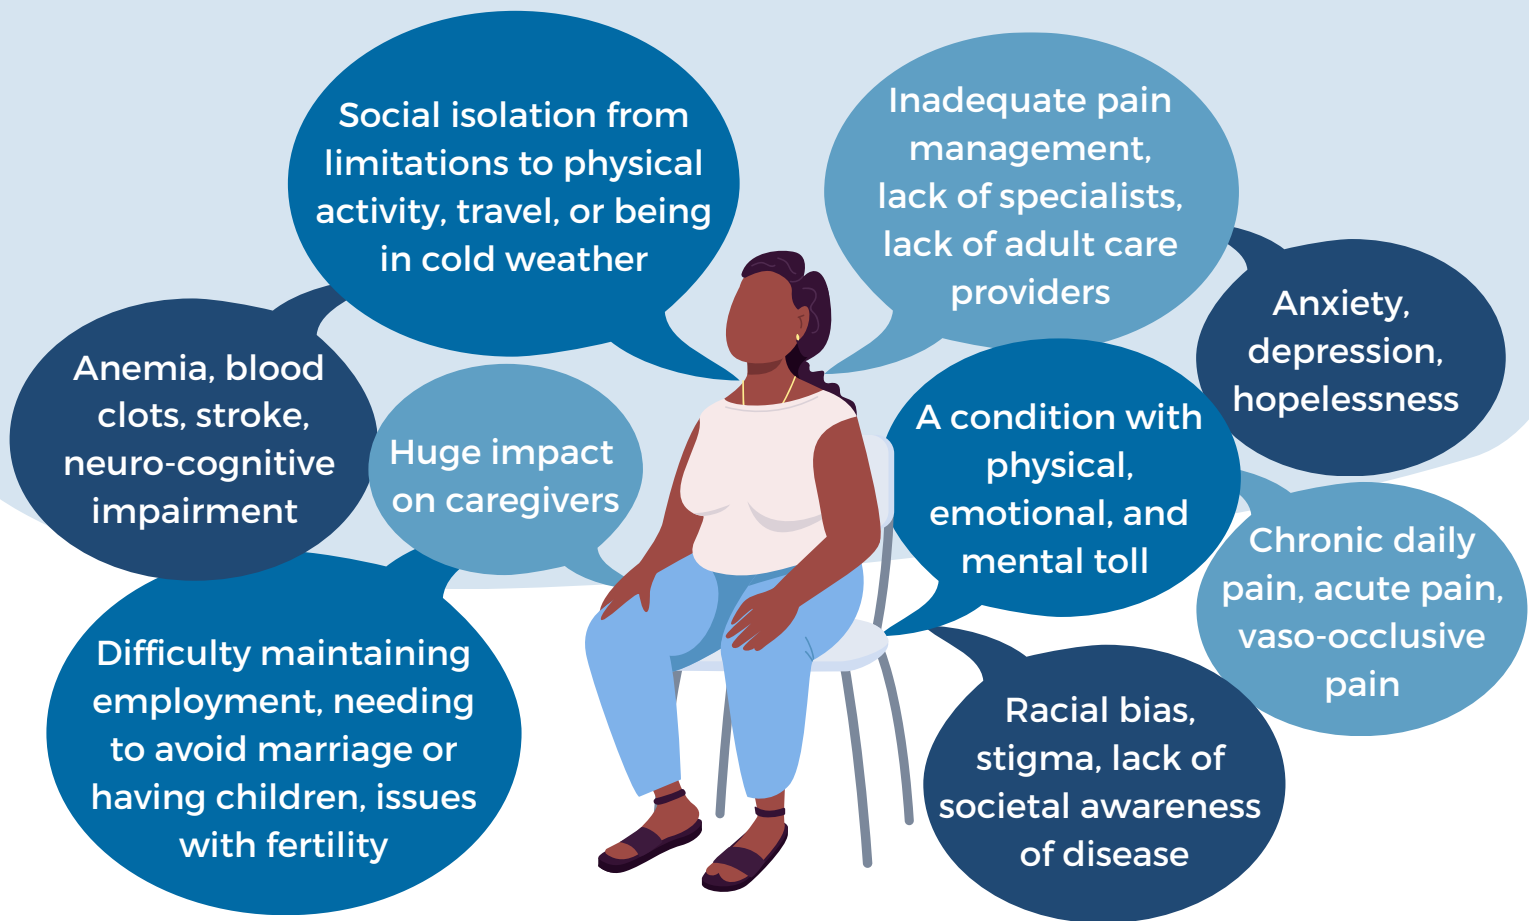 Social isolation from
limitations to physical
activity, travel, or being
in cold weather
Inadequate pain
management,
lack of specialists,
lack of adult care
providers
Anxiety,
depression,
hopelessness
Anemia, blood
clots, stroke,
neuro-cognitive
impairment
Huge impact
on caregivers
A condition with
physical,
emotional, and
mental toll
Chronic daily
pain, acute pain,
vaso-occlusive
pain
Difficulty maintaining
employment, needing
to avoid marriage or
having children, issues
with fertility
Racial bias,
stigma, lack of
societal awareness
of disease